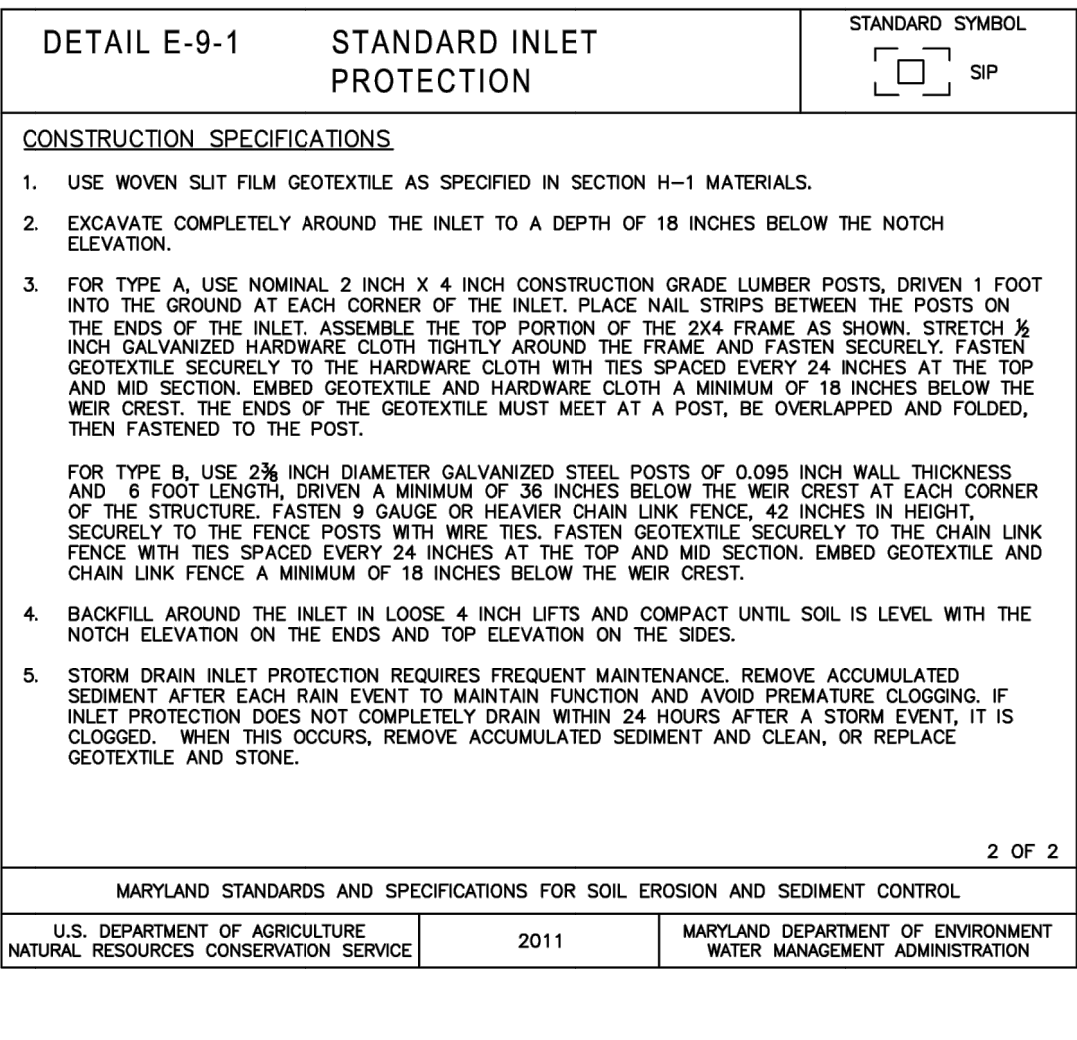 DETAIL E-9-1 STANDARD INLET
PROTECTION
STANDARD SYMBOL
SIP
CONSTRUCTION SPECIFICATIONS
1. USE WOVEN SLIT FILM GEOTEXTILE AS SPECIFIED IN SECTION H-1 MATERIALS.
2. EXCAVATE COMPLETELY AROUND THE INLET TO A DEPTH OF 18 INCHES BELOW THE NOTCH
ELEVATION.
3. FOR TYPE A, USE NOMINAL 2 INCH X 4 INCH CONSTRUCTION GRADE LUMBER POSTS, DRIVEN 1 FOOT
INTO THE GROUND AT EACH CORNER OF THE INLET. PLACE NAIL STRIPS BETWEEN THE POSTS ON
THE ENDS OF THE INLET. ASSEMBLE THE TOP PORTION OF THE 2X4 FRAME AS SHOWN. STRETCH ½
INCH GALVANIZED HARDWARE CLOTH TIGHTLY AROUND THE FRAME AND FASTEN SECURELY. FASTEN
GEOTEXTILE SECURELY TO THE HARDWARE CLOTH WITH TIES SPACED EVERY 24 INCHES AT THE TOP
AND MID SECTION. EMBED GEOTEXTILE AND HARDWARE CLOTH A MINIMUM OF 18 INCHES BELOW THE
WEIR CREST. THE ENDS OF THE GEOTEXTILE MUST MEET AT A POST, BE OVERLAPPED AND FOLDED,
THEN FASTENED TO THE POST.
FOR TYPE B, USE 2⅜ INCH DIAMETER GALVANIZED STEEL POSTS OF 0.095 INCH WALL THICKNESS
AND 6 FOOT LENGTH, DRIVEN A MINIMUM OF 36 INCHES BELOW THE WEIR CREST AT EACH CORNER
OF THE STRUCTURE. FASTEN 9 GAUGE OR HEAVIER CHAIN LINK FENCE, 42 INCHES IN HEIGHT,
SECURELY TO THE FENCE POSTS WITH WIRE TIES. FASTEN GEOTEXTILE SECURELY TO THE CHAIN LINK
FENCE WITH TIES SPACED EVERY 24 INCHES AT THE TOP AND MID SECTION. EMBED GEOTEXTILE AND
CHAIN LINK FENCE A MINIMUM OF 18 INCHES BELOW THE WEIR CREST.
4. BACKFILL AROUND THE INLET IN LOOSE 4 INCH LIFTS AND COMPACT UNTIL SOIL IS LEVEL WITH THE
NOTCH ELEVATION ON THE ENDS AND TOP ELEVATION ON THE SIDES.
5. STORM DRAIN INLET PROTECTION REQUIRES FREQUENT MAINTENANCE. REMOVE ACCUMULATED
SEDIMENT AFTER EACH RAIN EVENT TO MAINTAIN FUNCTION AND AVOID PREMATURE CLOGGING. IF
INLET PROTECTION DOES NOT COMPLETELY DRAIN WITHIN 24 HOURS AFTER A STORM EVENT, IT IS
CLOGGED. WHEN THIS OCCURS, REMOVE ACCUMULATED SEDIMENT AND CLEAN, OR REPLACE
GEOTEXTILE AND STONE.
2 OF 2
MARYLAND STANDARDS AND SPECIFICATIONS FOR SOIL EROSION AND SEDIMENT CONTROL
U.S. DEPARTMENT OF AGRICULTURE
NATURAL RESOURCES CONSERVATION SERVICE
2011
MARYLAND DEPARTMENT OF ENVIRONMENT
WATER MANAGEMENT ADMINISTRATION